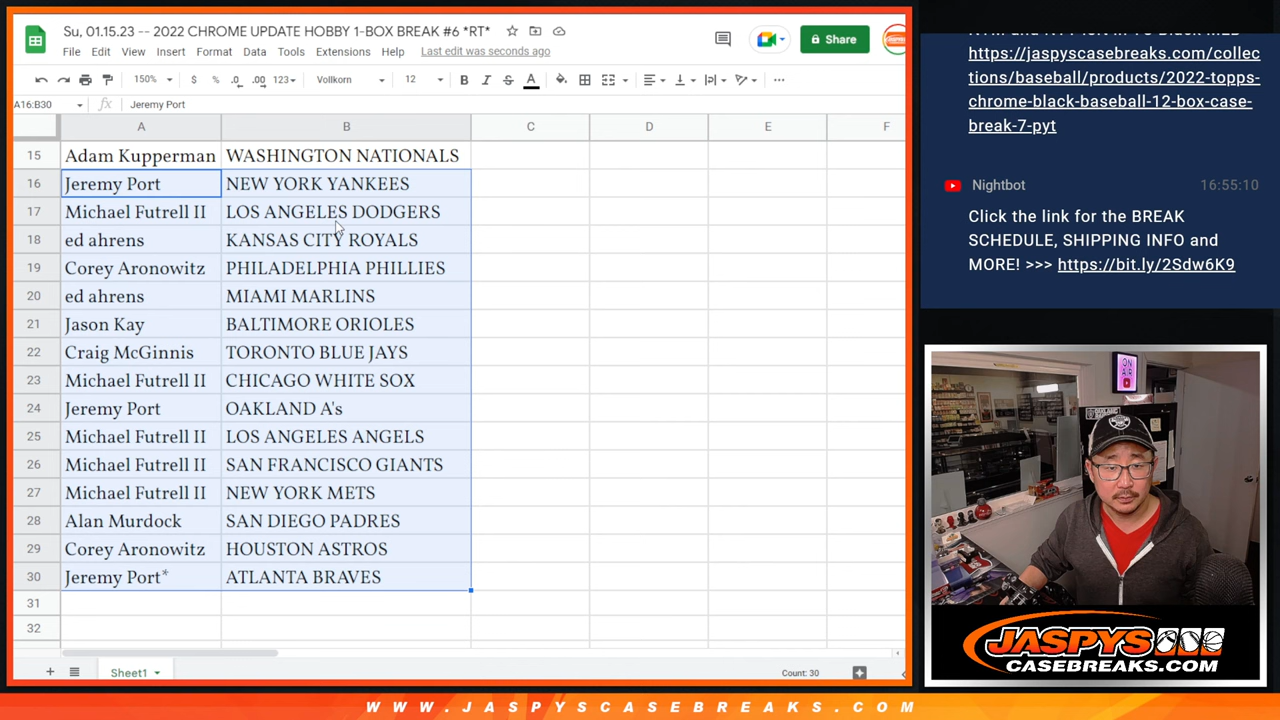 Su, 01.15.23 -- 2022 CHROME UPDATE HOBBY 1-BOX BREAK #6 *RT*
File Edit View Insert Format Data Tools Extensions Help Last edit was seconds ago
Share
150% $ % .0 .00 123 Vollkorn 12
A16:B30 fx Jeremy Port
A B C D E F
15 Adam Kupperman WASHINGTON NATIONALS
16 Jeremy Port NEW YORK YANKEES
17 Michael Futrell II LOS ANGELES DODGERS
18 ed ahrens KANSAS CITY ROYALS
19 Corey Aronowitz PHILADELPHIA PHILLIES
20 ed ahrens MIAMI MARLINS
21 Jason Kay BALTIMORE ORIOLES
22 Craig McGinnis TORONTO BLUE JAYS
23 Michael Futrell II CHICAGO WHITE SOX
24 Jeremy Port OAKLAND A's
25 Michael Futrell II LOS ANGELES ANGELS
26 Michael Futrell II SAN FRANCISCO GIANTS
27 Michael Futrell II NEW YORK METS
28 Alan Murdock SAN DIEGO PADRES
29 Corey Aronowitz HOUSTON ASTROS
30 Jeremy Port* ATLANTA BRAVES
31
32
Sheet1
Count: 30
https://jaspyscasebreaks.com/collec
tions/baseball/products/2022-topps-
chrome-black-baseball-12-box-case-
break-7-pyt
Nightbot 16:55:10
Click the link for the BREAK
SCHEDULE, SHIPPING INFO and
MORE! >>> https://bit.ly/2Sdw6K9
ON AIR
JASPYS
CASEBREAKS.COM
WWW.JASPYSCASEBREAKS.COM